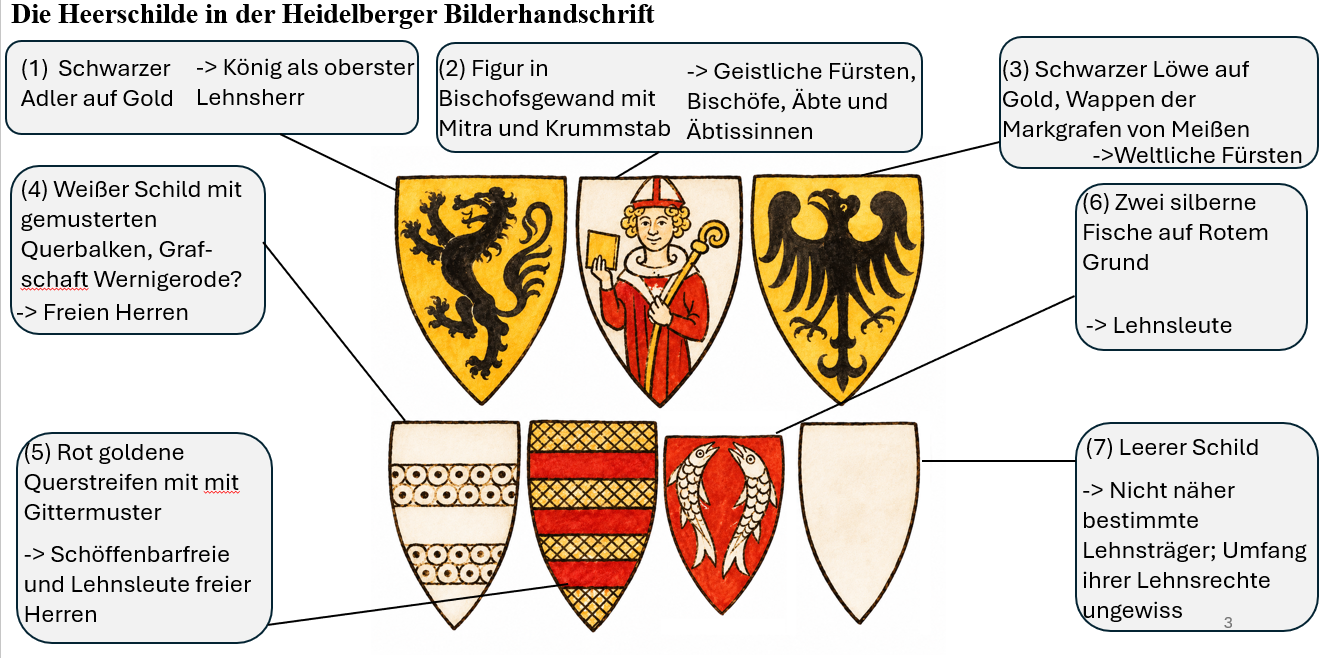 Die Heerschilde in der Heidelberger Bilderhandschrift
(1) Schwarzer
Adler auf Gold
-> König als oberster
Lehnsherr
(2) Figur in
Bischofsgewand mit
Mitra und Krummstab
-> Geistliche Fürsten,
Bischöfe, Äbte und
Äbtissinnen
(3) Schwarzer Löwe auf
Gold, Wappen der
Markgrafen von Meißen
->Weltliche Fürsten
(4) Weißer Schild mit
gemusterten
Querbalken, Graf-
schaft Wernigerode?
-> Freien Herren
(5) Rot goldene
Querstreifen mit mit
Gittermuster
-> Schöffenbarfreie
und Lehnsleute freier
Herren
(6) Zwei silberne
Fische auf Rotem
Grund
-> Lehnsleute
(7) Leerer Schild
-> Nicht näher
bestimmte
Lehnsträger; Umfang
ihrer Lehnsrechte
ungewiss
3